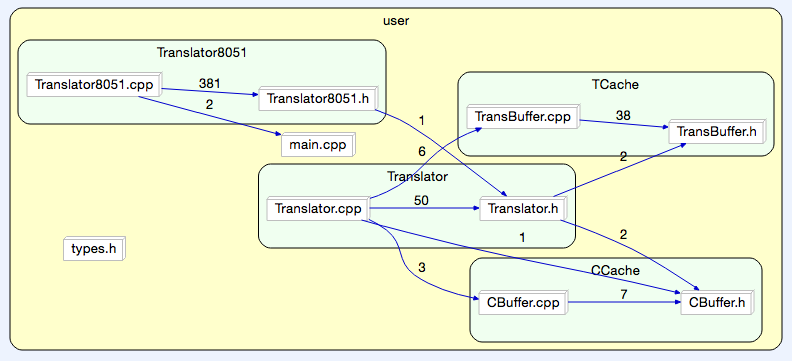 user
Translator8051
Translator8051.cpp
381
Translator8051.h
2
main.cpp
TCache
TransBuffer.cpp
38
TransBuffer.h
1
6
2
Translator
Translator.cpp
50
Translator.h
types.h
1
2
3
CCache
CBuffer.cpp
7
CBuffer.h